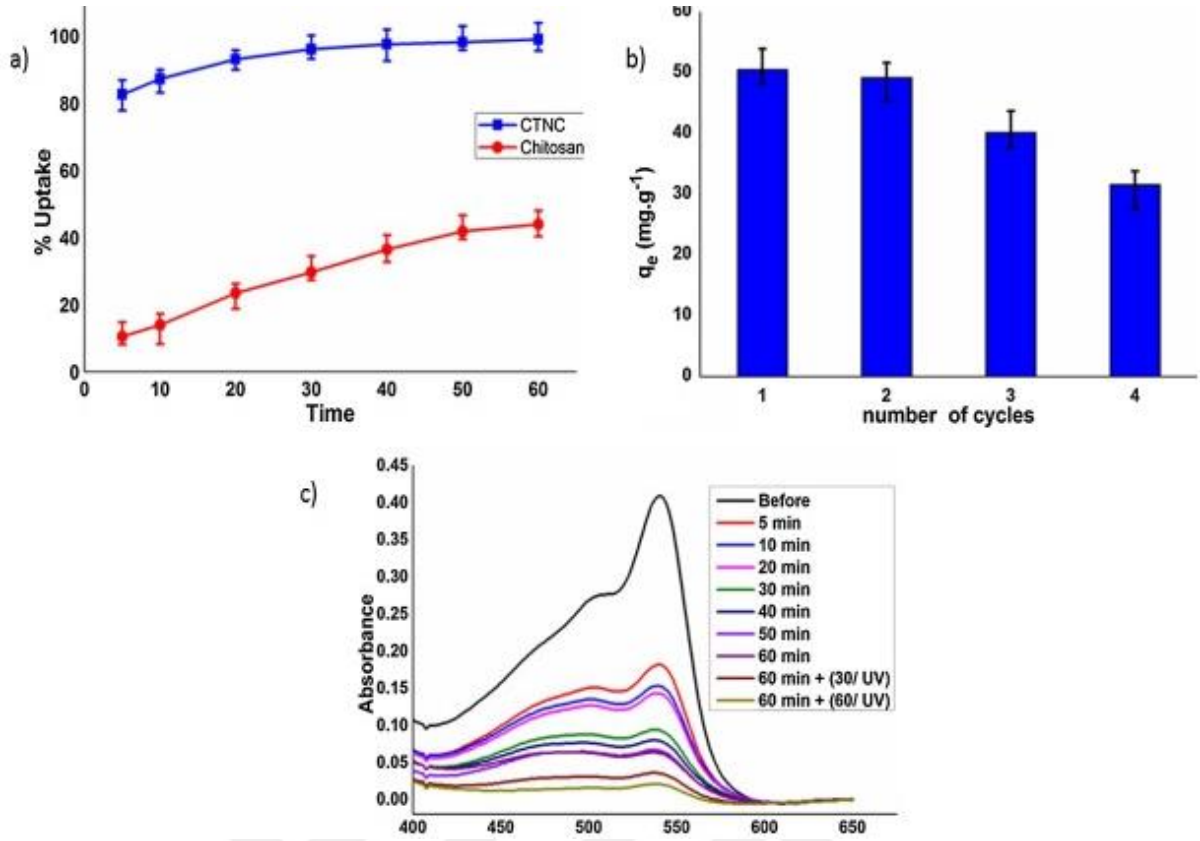 a)
% Uptake
100
80
60
40
20
0
0 10 20 30 40 50 60
Time
CTNC
Chitosan
b)
qₑ (mg.g⁻¹)
60
50
40
30
20
10
0
1 2 3 4
number of cycles
c)
Absorbance
0.45
0.40
0.35
0.30
0.25
0.20
0.15
0.10
0.05
0.00
400 450 500 550 600 650
Before
5 min
10 min
20 min
30 min
40 min
50 min
60 min
60 min + (30/ UV)
60 min + (60/ UV)